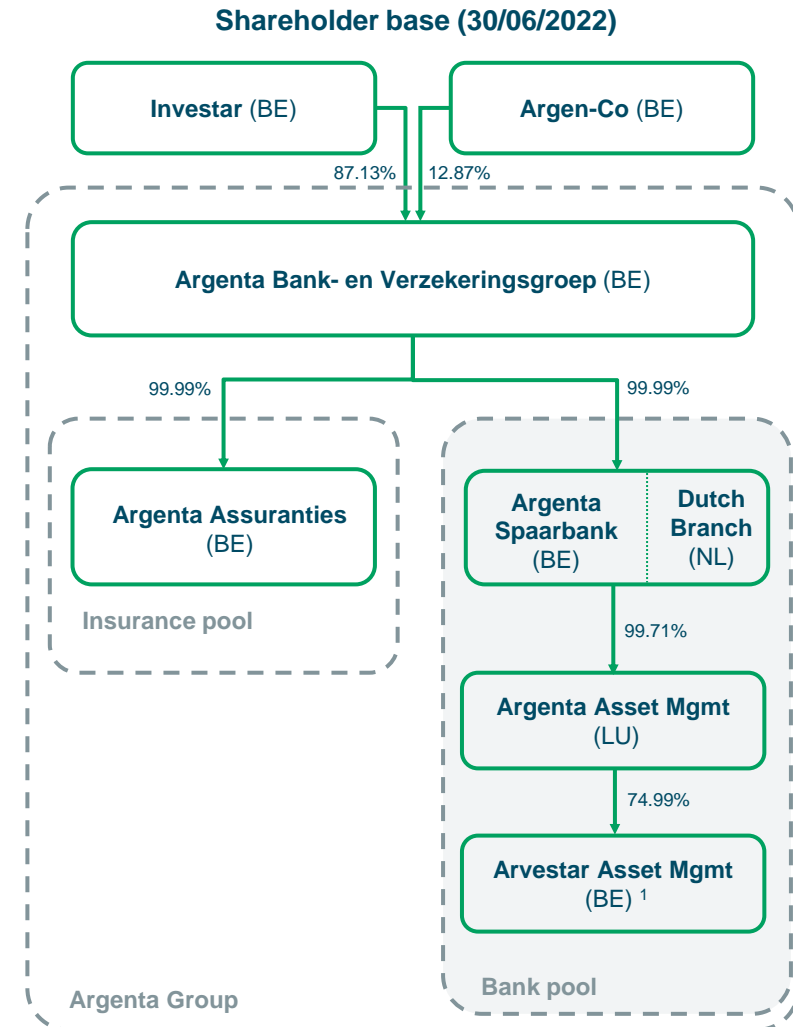 Shareholder base (30/06/2022)
Investar (BE)
Argen-Co (BE)
87.13%
12.87%
Argenta Bank- en Verzekeringsgroep (BE)
99.99%
99.99%
Argenta Assuranties
(BE)
Insurance pool
Argenta
Spaarbank
(BE)
Dutch
Branch
(NL)
99.71%
Argenta Asset Mgmt
(LU)
74.99%
Arvestar Asset Mgmt
(BE) 1
Bank pool
Argenta Group